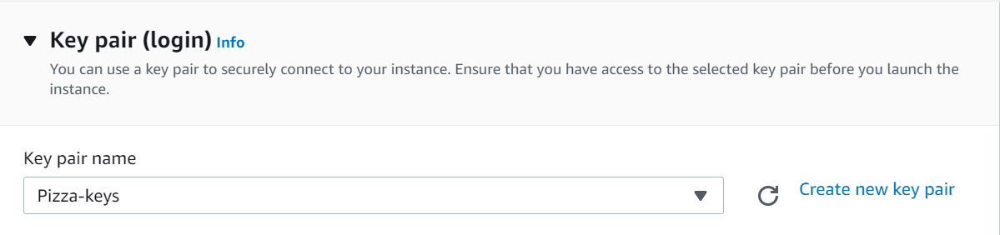 Key pair (login) Info
You can use a key pair to securely connect to your instance. Ensure that you have access to the selected key pair before you launch the
instance.
Key pair name
Pizza-keys
Create new key pair